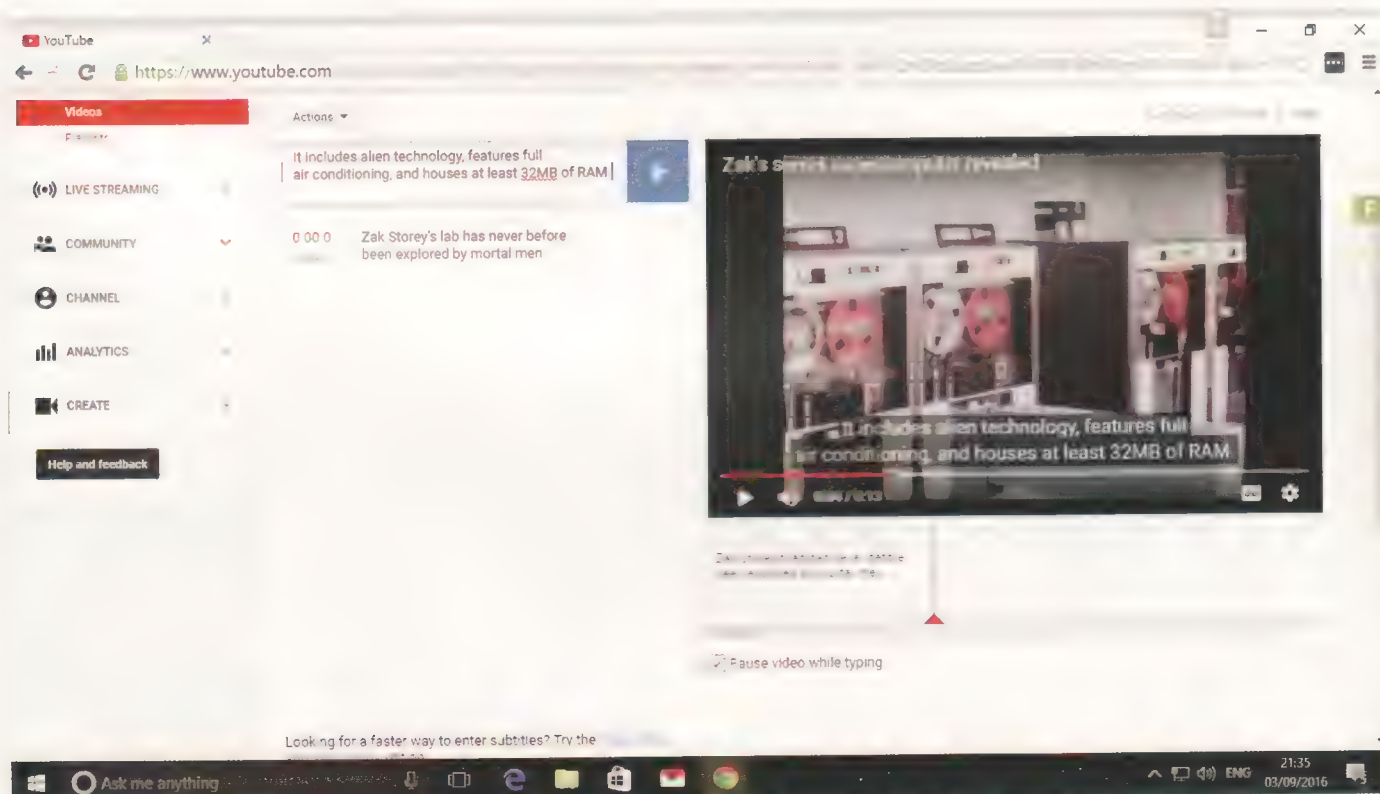 YouTube
https://www.youtube.com
Videos
Actions
It includes alien technology, features full
air conditioning, and houses at least 32MB of RAM
F
LIVE STREAMING
COMMUNITY
CHANNEL
ANALYTICS
CREATE
Help and feedback
Zak Storey's lab has never before
been explored by mortal men
Zak's
revealed
It includes alien technology, features full
air conditioning, and houses at least 32MB of RAM
F
Pause video while typing
Looking for a faster way to enter subtitles? Try the
Ask me anything
ENG
21:35
03/09/2016